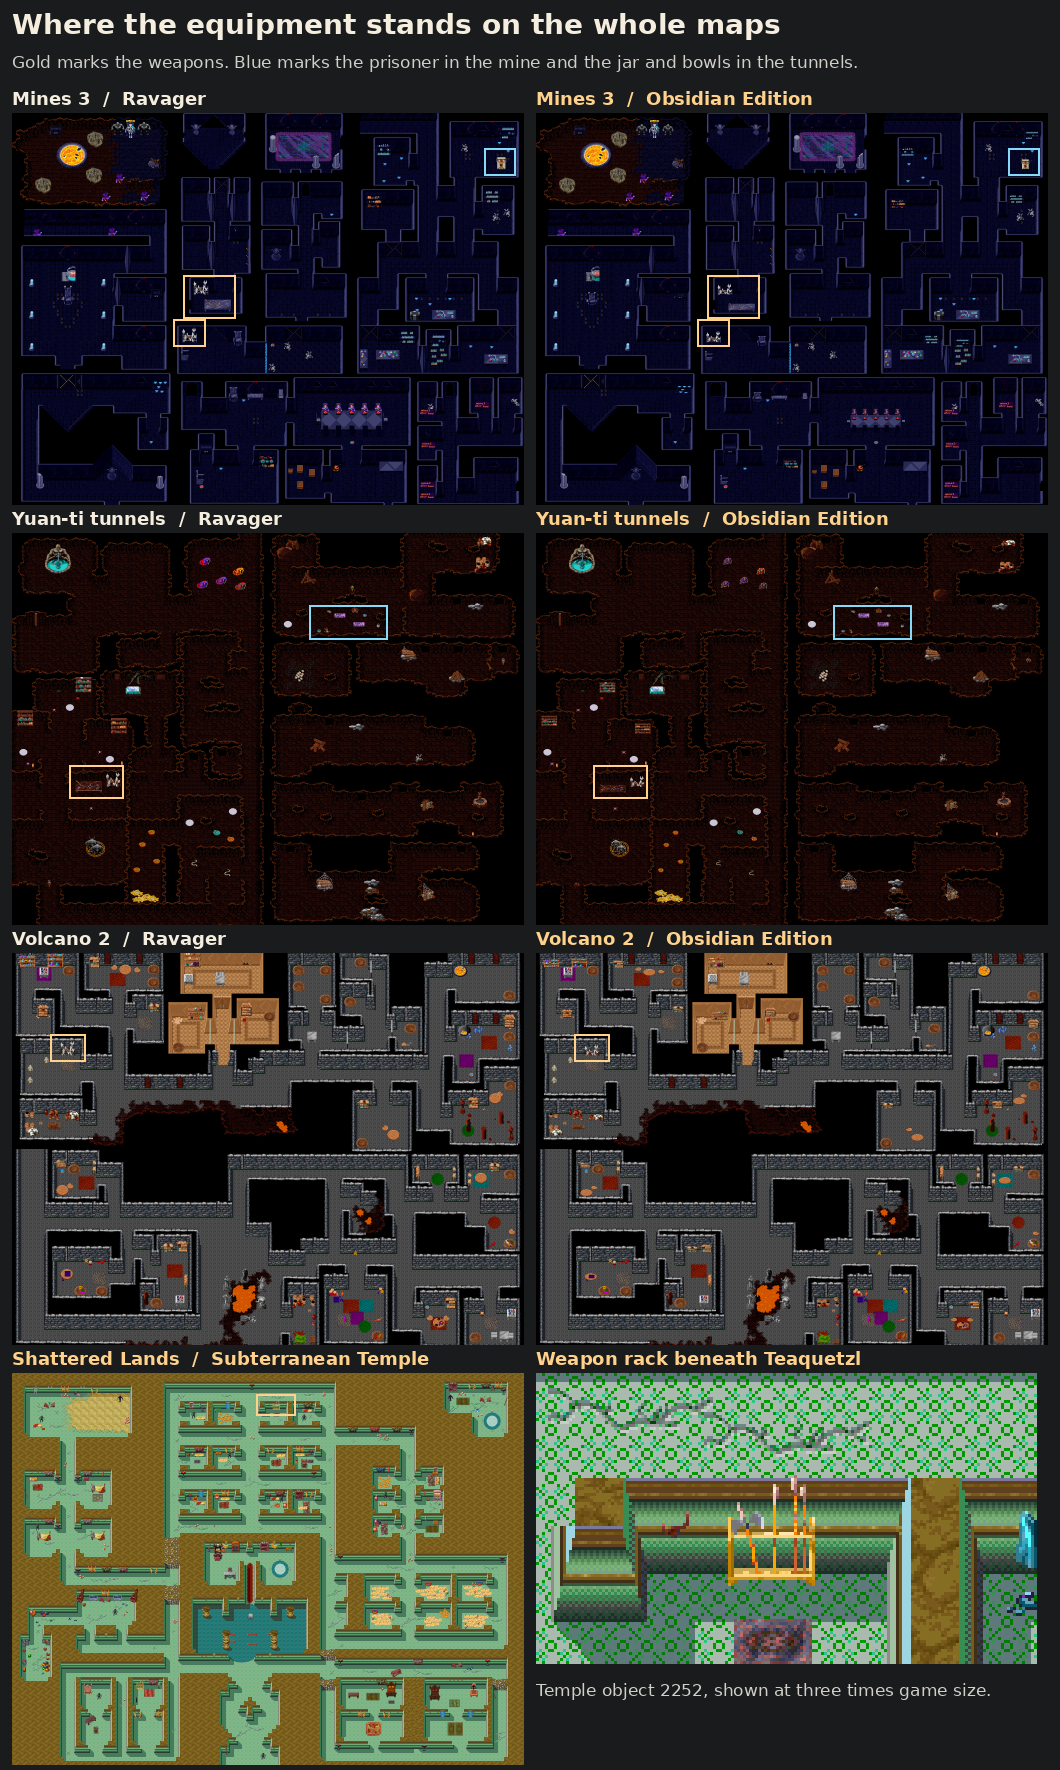 Where the equipment stands on the whole maps
Gold marks the weapons. Blue marks the prisoner in the mine and the jar and bowls in the tunnels.
Mines 3 / Ravager
Mines 3 / Obsidian Edition
Yuan-ti tunnels / Ravager
Yuan-ti tunnels / Obsidian Edition
Volcano 2 / Ravager
Volcano 2 / Obsidian Edition
Shattered Lands / Subterranean Temple
Weapon rack beneath Teaquetzl
Temple object 2252, shown at three times game size.